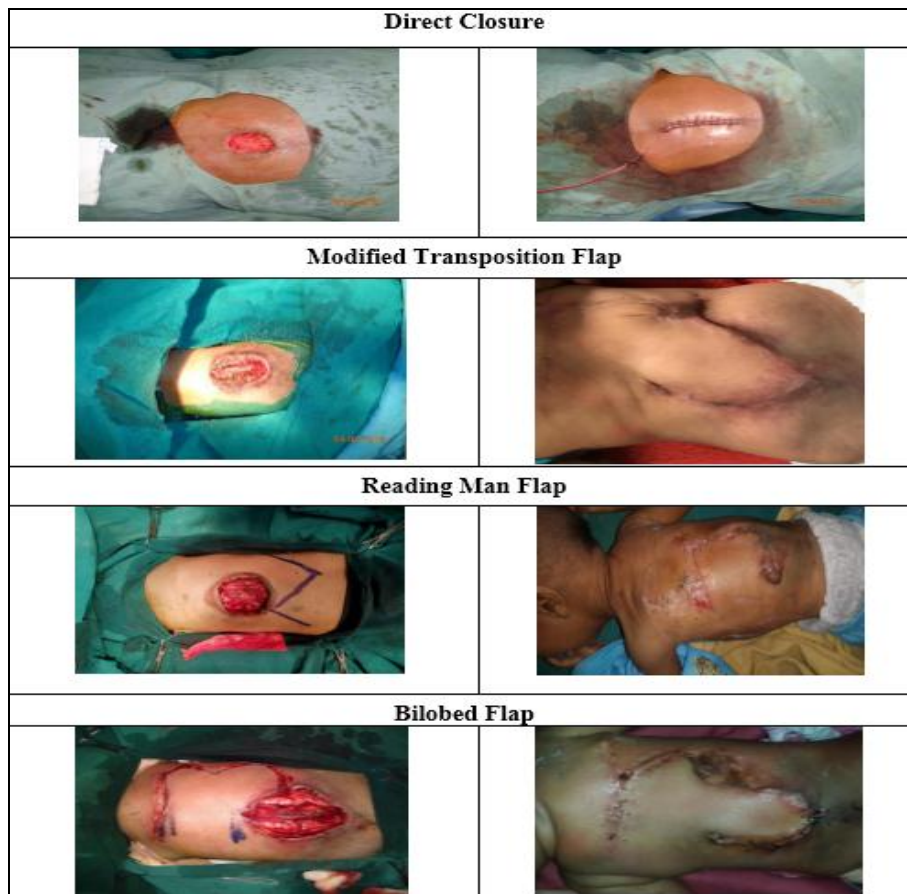 Direct Closure
Modified Transposition Flap
Reading Man Flap
Bilobed Flap